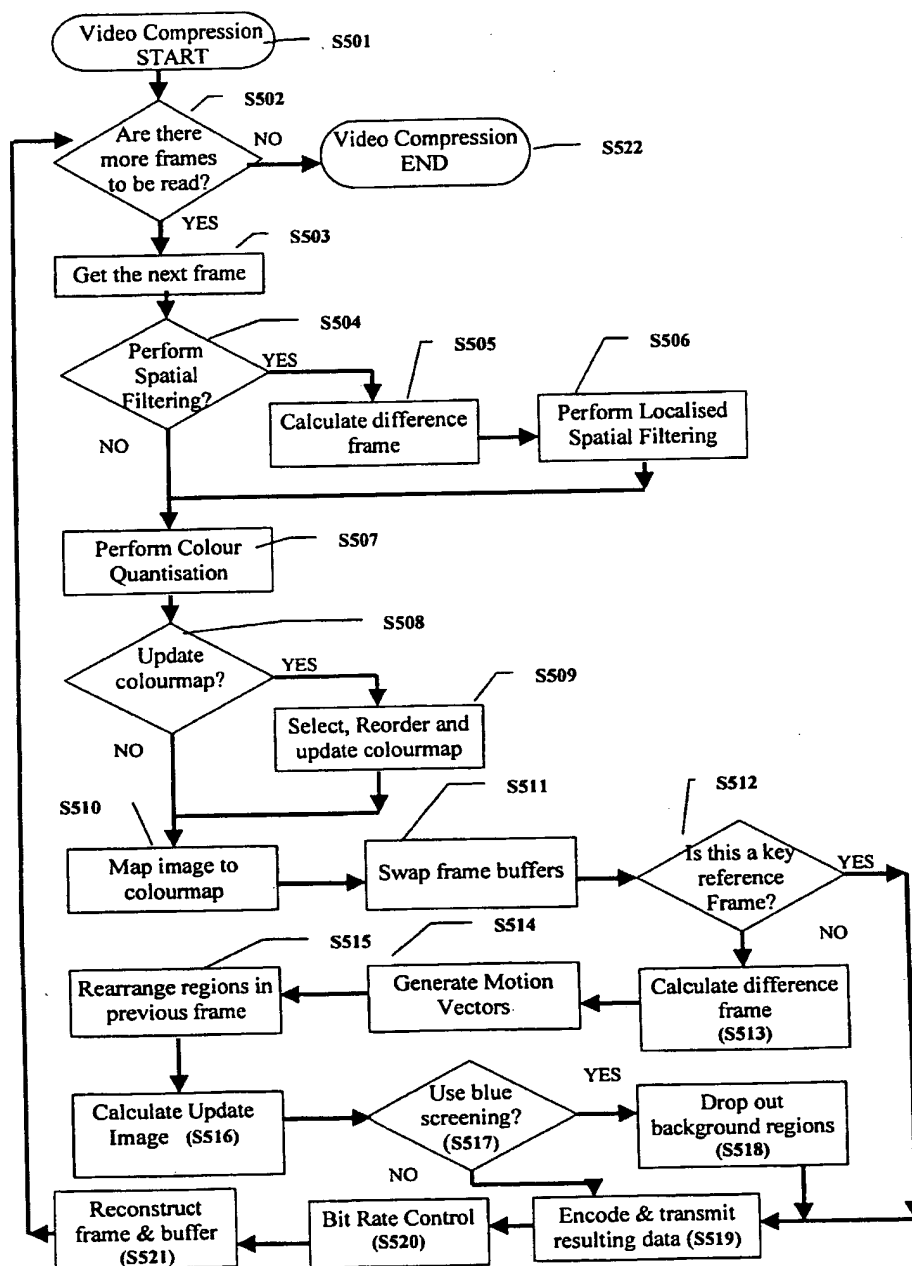 Video Compression
START
S501
S502
Are there
more frames
to be read?
NO
Video Compression
END
S522
YES
S503
Get the next frame
S504
Perform
Spatial
Filtering?
YES
S505
Calculate difference
frame
S506
Perform Localised
Spatial Filtering
NO
S507
Perform Colour
Quantisation
S508
Update
colourmap?
YES
S509
Select, Reorder and
update colourmap
NO
S510
Map image to
colourmap
S511
Swap frame buffers
S512
Is this a key
reference
Frame?
YES
NO
S515
S514
Rearrange regions in
previous frame
Generate Motion
Vectors
Calculate difference
frame
(S513)
Calculate Update
Image (S516)
Use blue
screening?
(S517)
YES
Drop out
background regions
(S518)
NO
Reconstruct
frame & buffer
(S521)
Bit Rate Control
(S520)
Encode & transmit
resulting data (S519)